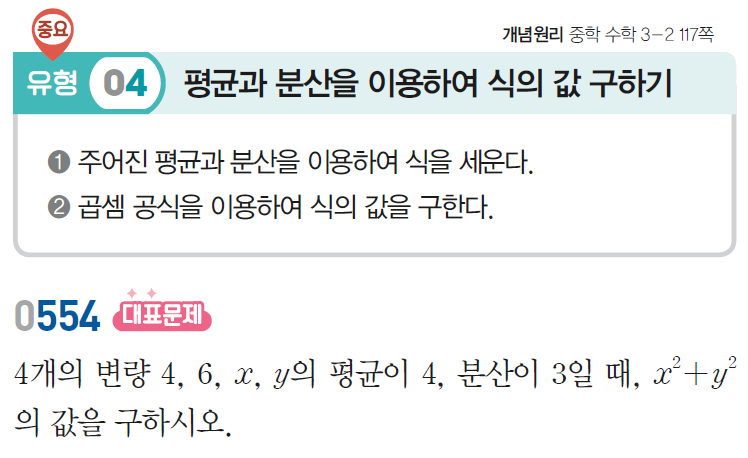 중요
개념원리 중학 수학 3-2 117쪽
유형 04 평균과 분산을 이용하여 식의 값 구하기
❶ 주어진 평균과 분산을 이용하여 식을 세운다.
❷ 곱셈 공식을 이용하여 식의 값을 구한다.
0554 대표문제
4개의 변량 4, 6, x, y의 평균이 4, 분산이 3일 때, x²+y²
의 값을 구하시오.